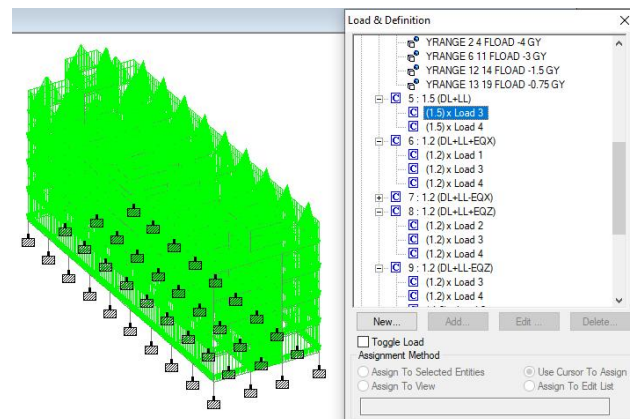 Load & Definition
YRANGE 2 4 FLOAD -4 GY
YRANGE 6 11 FLOAD -3 GY
YRANGE 12 14 FLOAD -1.5 GY
YRANGE 13 19 FLOAD -0.75 GY
C 5 : 1.5 (DL+LL)
C (1.5) x Load 3
C (1.5) x Load 4
C 6 : 1.2 (DL+LL+EQX)
C (1.2) x Load 1
C (1.2) x Load 3
C (1.2) x Load 4
C 7 : 1.2 (DL+LL-EQX)
C 8 : 1.2 (DL+LL+EQZ)
C (1.2) x Load 2
C (1.2) x Load 3
C (1.2) x Load 4
C 9 : 1.2 (DL+LL-EQZ)
C (1.2) x Load 3
C (1.2) x Load 4
New... Add... Edit ... Delete...
Toggle Load
Assignment Method
Assign To Selected Entities Use Cursor To Assign
Assign To View Assign To Edit List